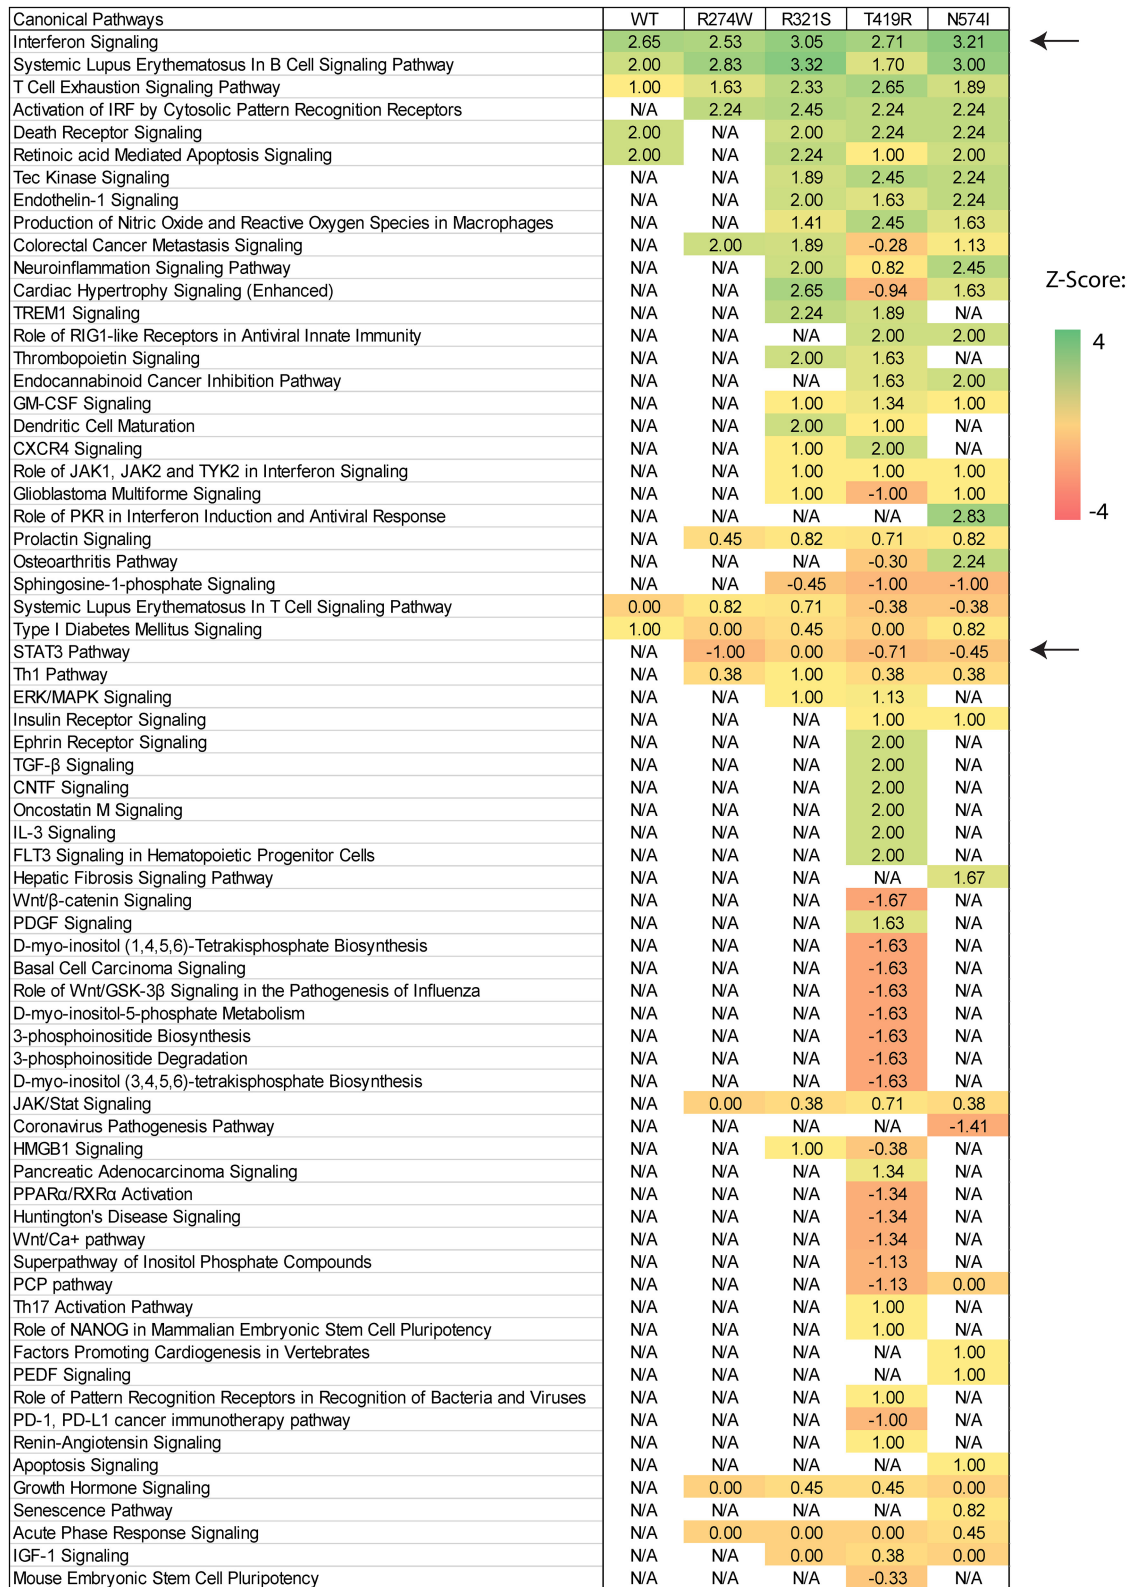 Canonical Pathways WT R274W R321S T419R N574I
Interferon Signaling 2.65 2.53 3.05 2.71 3.21
Systemic Lupus Erythematosus In B Cell Signaling Pathway 2.00 2.83 3.32 1.70 3.00
T Cell Exhaustion Signaling Pathway 1.00 1.63 2.33 2.65 1.89
Activation of IRF by Cytosolic Pattern Recognition Receptors N/A 2.24 2.45 2.24 2.24
Death Receptor Signaling 2.00 N/A 2.00 2.24 2.24
Retinoic acid Mediated Apoptosis Signaling 2.00 N/A 2.24 1.00 2.00
Tec Kinase Signaling N/A N/A 1.89 2.45 2.24
Endothelin-1 Signaling N/A N/A 2.00 1.63 2.24
Production of Nitric Oxide and Reactive Oxygen Species in Macrophages N/A N/A 1.41 2.45 1.63
Colorectal Cancer Metastasis Signaling N/A 2.00 1.89 -0.28 1.13
Neuroinflammation Signaling Pathway N/A N/A 2.00 0.82 2.45
Cardiac Hypertrophy Signaling (Enhanced) N/A N/A 2.65 -0.94 1.63
Z-Score:
TREM1 Signaling N/A N/A 2.24 1.89 N/A
Role of RIG1-like Receptors in Antiviral Innate Immunity N/A N/A N/A 2.00 2.00
4
Thrombopoietin Signaling N/A N/A 2.00 1.63 N/A
Endocannabinoid Cancer Inhibition Pathway N/A N/A N/A 1.63 2.00
GM-CSF Signaling N/A N/A 1.00 1.34 1.00
Dendritic Cell Maturation N/A N/A 2.00 1.00 N/A
CXCR4 Signaling N/A N/A 1.00 2.00 N/A
Role of JAK1, JAK2 and TYK2 in Interferon Signaling N/A N/A 1.00 1.00 1.00
Glioblastoma Multiforme Signaling N/A N/A 1.00 -1.00 1.00
Role of PKR in Interferon Induction and Antiviral Response N/A N/A N/A N/A 2.83
-4
Prolactin Signaling N/A 0.45 0.82 0.71 0.82
Osteoarthritis Pathway N/A N/A N/A -0.30 2.24
Sphingosine-1-phosphate Signaling N/A N/A -0.45 -1.00 -1.00
Systemic Lupus Erythematosus In T Cell Signaling Pathway 0.00 0.82 0.71 -0.38 -0.38
Type I Diabetes Mellitus Signaling 1.00 0.00 0.45 0.00 0.82
STAT3 Pathway N/A -1.00 0.00 -0.71 -0.45
Th1 Pathway N/A 0.38 1.00 0.38 0.38
ERK/MAPK Signaling N/A N/A 1.00 1.13 N/A
Insulin Receptor Signaling N/A N/A N/A 1.00 1.00
Ephrin Receptor Signaling N/A N/A N/A 2.00 N/A
TGF-β Signaling N/A N/A N/A 2.00 N/A
CNTF Signaling N/A N/A N/A 2.00 N/A
Oncostatin M Signaling N/A N/A N/A 2.00 N/A
IL-3 Signaling N/A N/A N/A 2.00 N/A
FLT3 Signaling in Hematopoietic Progenitor Cells N/A N/A N/A 2.00 N/A
Hepatic Fibrosis Signaling Pathway N/A N/A N/A N/A 1.67
Wnt/β-catenin Signaling N/A N/A N/A -1.67 N/A
PDGF Signaling N/A N/A N/A 1.63 N/A
D-myo-inositol (1,4,5,6)-Tetrakisphosphate Biosynthesis N/A N/A N/A -1.63 N/A
Basal Cell Carcinoma Signaling N/A N/A N/A -1.63 N/A
Role of Wnt/GSK-3β Signaling in the Pathogenesis of Influenza N/A N/A N/A -1.63 N/A
D-myo-inositol-5-phosphate Metabolism N/A N/A N/A -1.63 N/A
3-phosphoinositide Biosynthesis N/A N/A N/A -1.63 N/A
3-phosphoinositide Degradation N/A N/A N/A -1.63 N/A
D-myo-inositol (3,4,5,6)-tetrakisphosphate Biosynthesis N/A N/A N/A -1.63 N/A
JAK/Stat Signaling N/A 0.00 0.38 0.71 0.38
Coronavirus Pathogenesis Pathway N/A N/A N/A N/A -1.41
HMGB1 Signaling N/A N/A 1.00 -0.38 N/A
Pancreatic Adenocarcinoma Signaling N/A N/A N/A 1.34 N/A
PPARα/RXRα Activation N/A N/A N/A -1.34 N/A
Huntington's Disease Signaling N/A N/A N/A -1.34 N/A
Wnt/Ca+ pathway N/A N/A N/A -1.34 N/A
Superpathway of Inositol Phosphate Compounds N/A N/A N/A -1.13 N/A
PCP pathway N/A N/A N/A -1.13 0.00
Th17 Activation Pathway N/A N/A N/A 1.00 N/A
Role of NANOG in Mammalian Embryonic Stem Cell Pluripotency N/A N/A N/A 1.00 N/A
Factors Promoting Cardiogenesis in Vertebrates N/A N/A N/A N/A 1.00
PEDF Signaling N/A N/A N/A N/A 1.00
Role of Pattern Recognition Receptors in Recognition of Bacteria and Viruses N/A N/A N/A 1.00 N/A
PD-1, PD-L1 cancer immunotherapy pathway N/A N/A N/A -1.00 N/A
Renin-Angiotensin Signaling N/A N/A N/A 1.00 N/A
Apoptosis Signaling N/A N/A N/A N/A 1.00
Growth Hormone Signaling N/A 0.00 0.45 0.45 0.00
Senescence Pathway N/A N/A N/A N/A 0.82
Acute Phase Response Signaling N/A 0.00 0.00 0.00 0.45
IGF-1 Signaling N/A N/A 0.00 0.38 0.00
Mouse Embryonic Stem Cell Pluripotency N/A N/A N/A -0.33 N/A